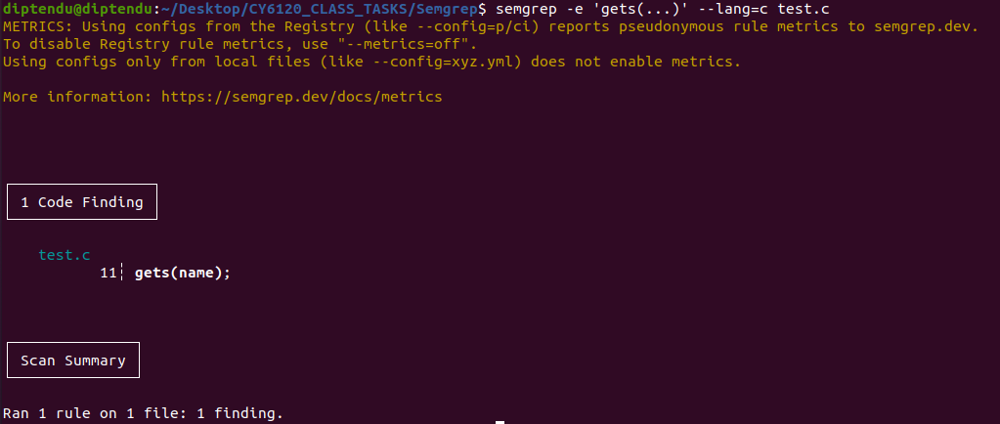 diptendu@diptendu:~/Desktop/CY6120_CLASS_TASKS/Semgrep$ semgrep -e 'gets(...)' --lang=c test.c
METRICS: Using configs from the Registry (like --config=p/ci) reports pseudonymous rule metrics to semgrep.dev.
To disable Registry rule metrics, use "--metrics=off".
Using configs only from local files (like --config=xyz.yml) does not enable metrics.
More information: https://semgrep.dev/docs/metrics
1 Code Finding
test.c
11┆ gets(name);
Scan Summary
Ran 1 rule on 1 file: 1 finding.